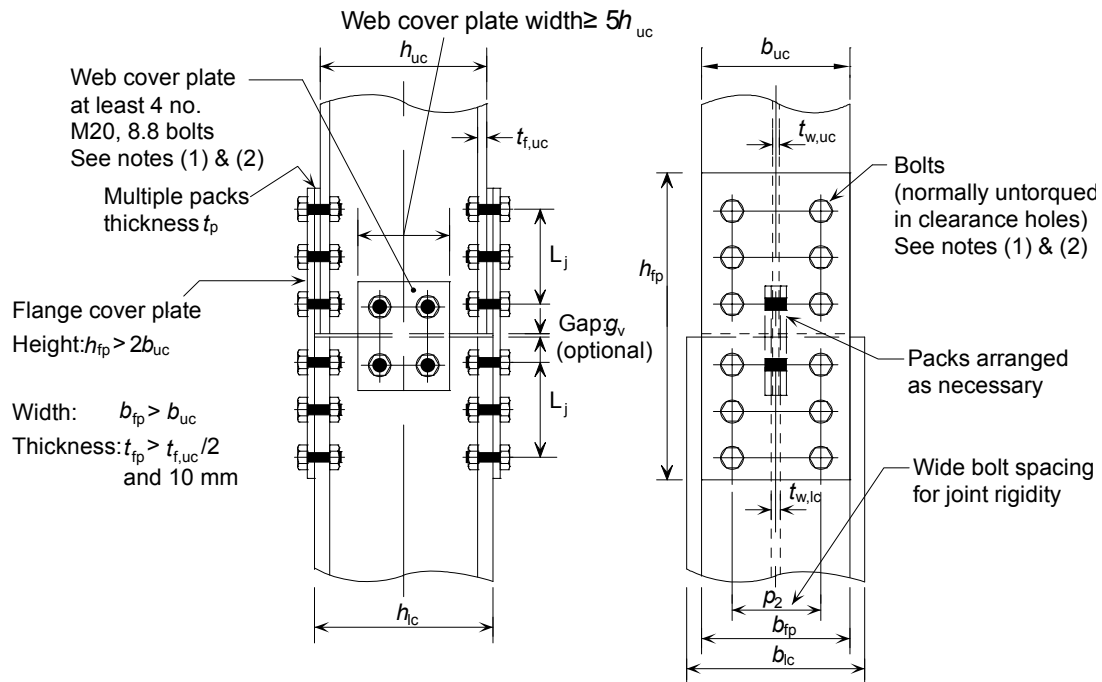 Web cover plate width≥ 5h uc
h uc
b uc
Web cover plate
at least 4 no.
M20, 8.8 bolts
See notes (1) & (2)
t f,uc
t w,uc
Bolts
(normally untorqued
in clearance holes)
See notes (1) & (2)
Multiple packs
thickness t p
L j
h fp
Flange cover plate
Height:h fp > 2b uc
Gap:g v
(optional)
Packs arranged
as necessary
Width: b fp > b uc
Thickness:t fp > t f,uc /2
and 10 mm
L j
Wide bolt spacing
for joint rigidity
t w,lc
h lc
p 2
b fp
b lc